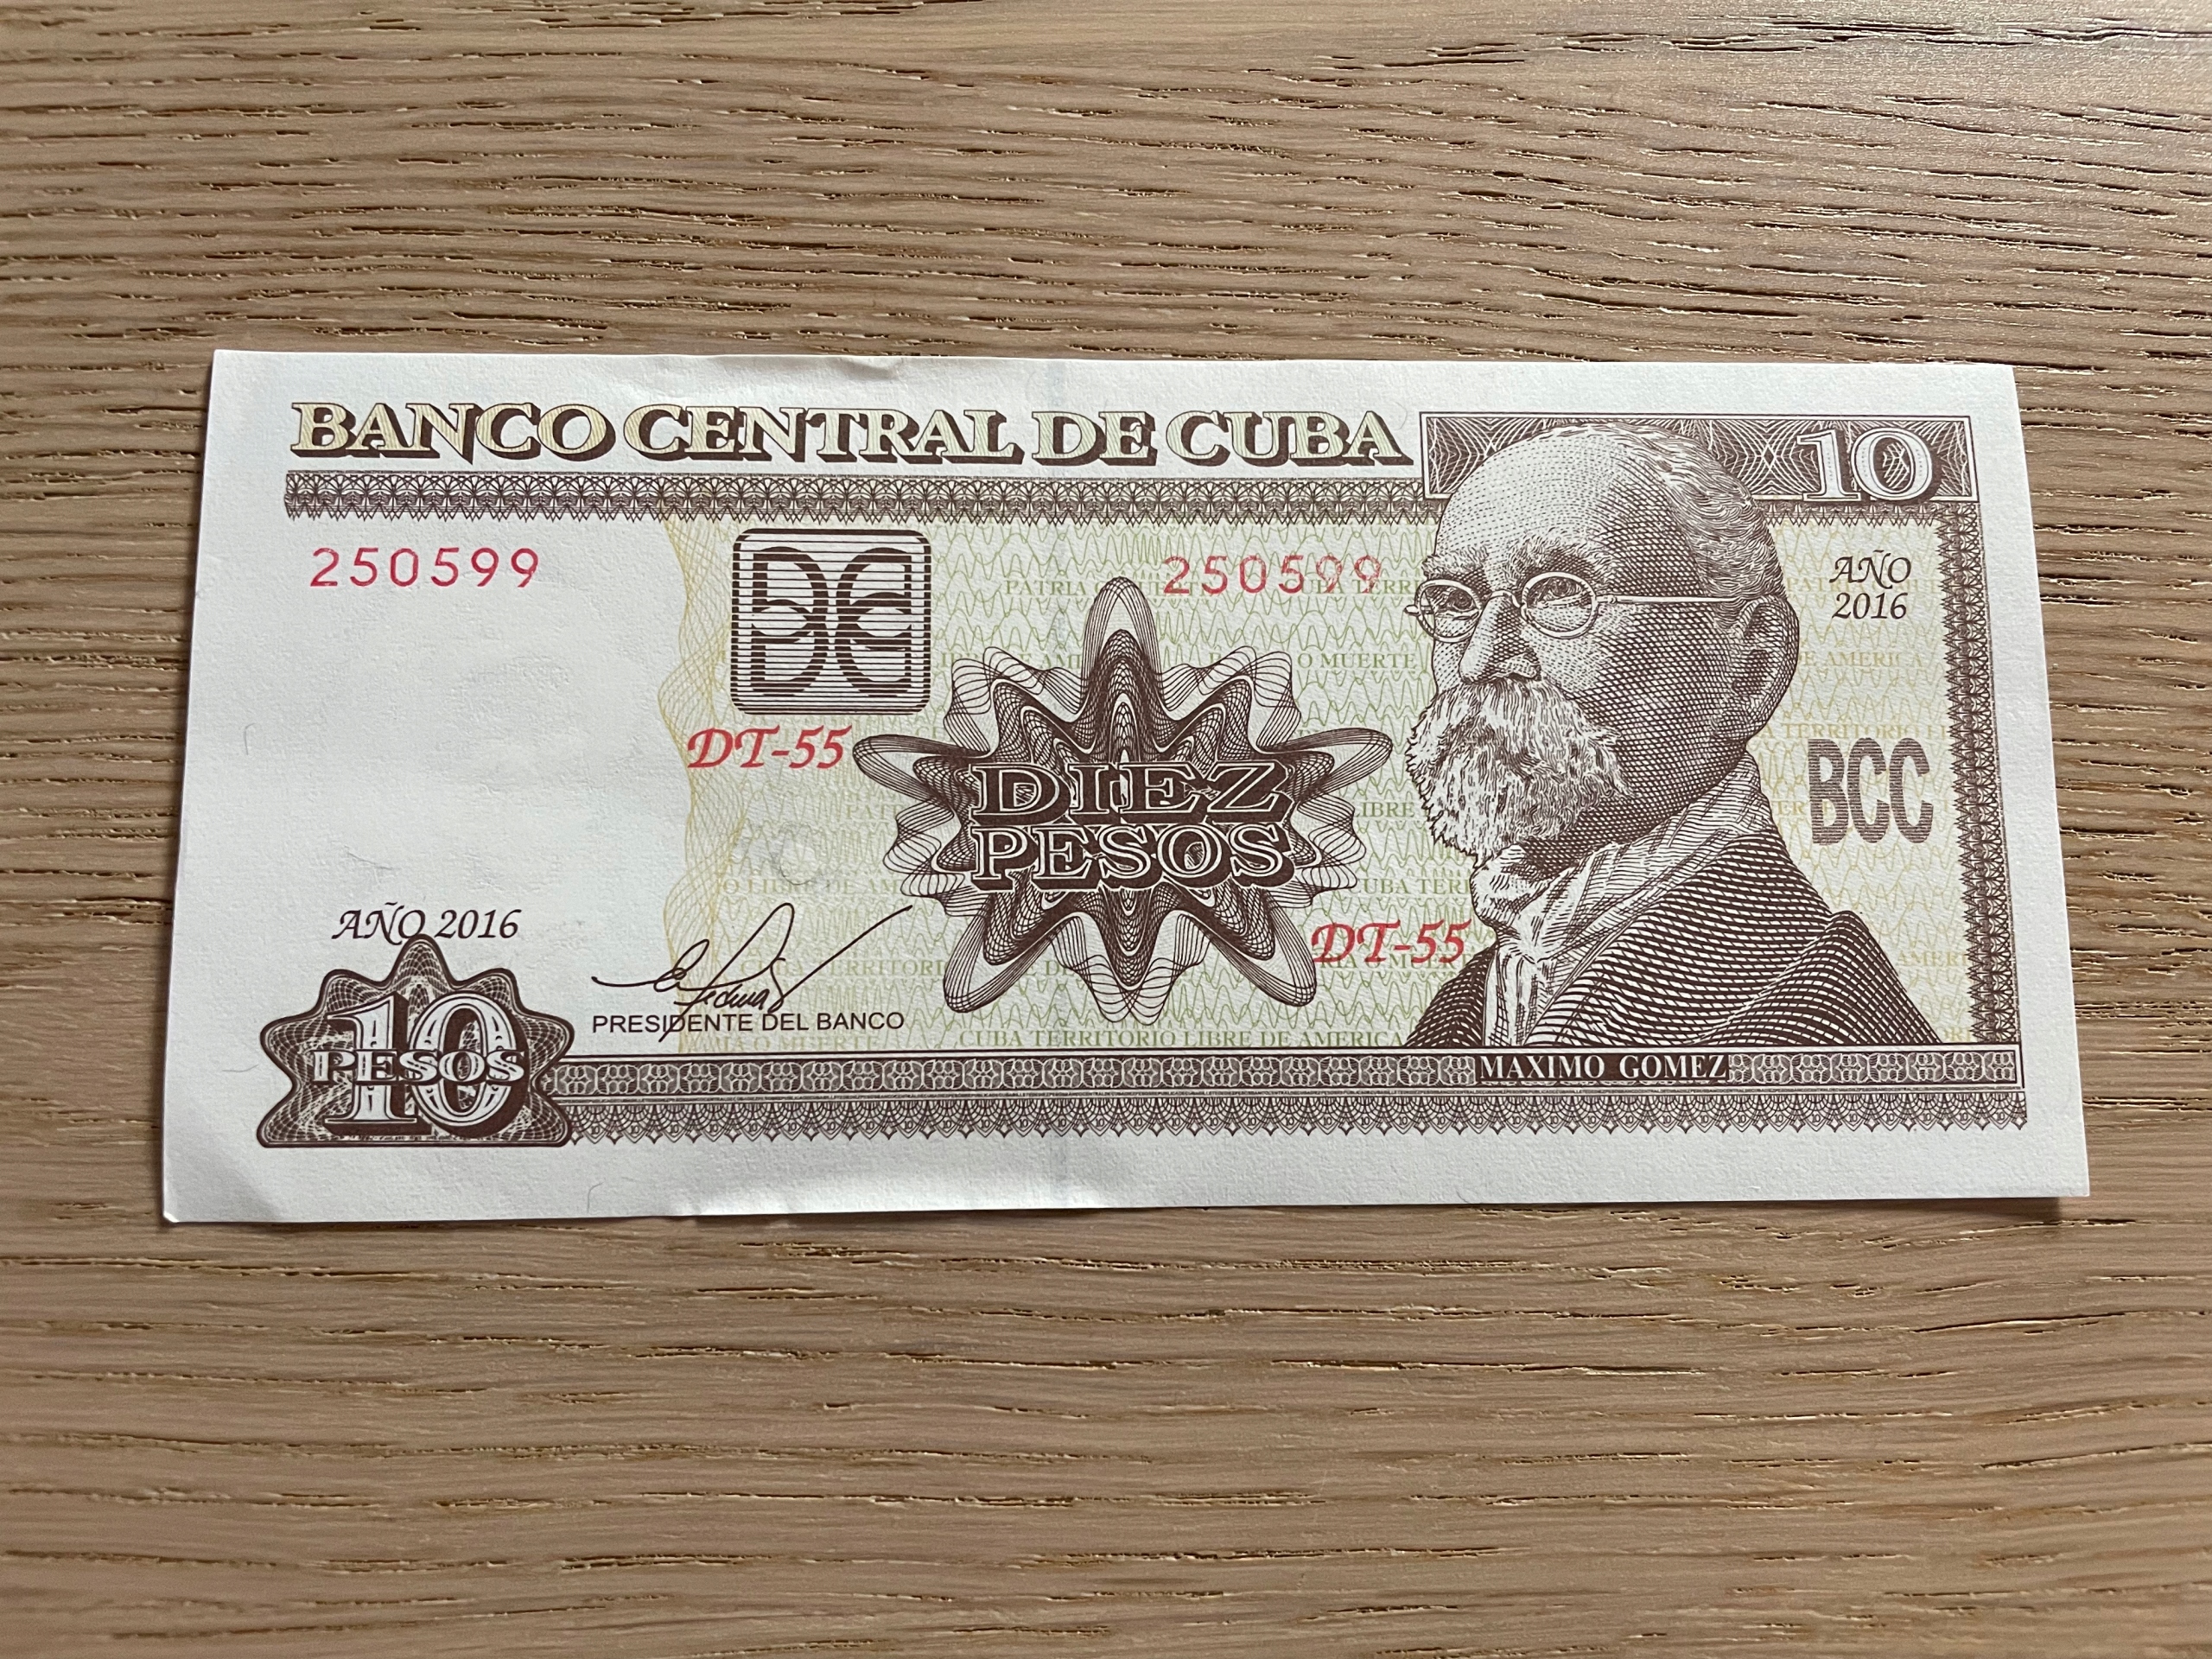 BANCO CENTRAL DE CUBA
10
250599
250599
AÑO
2016
DT-55
DIEZ
PESOS
BCC
DT-55
AÑO 2016
10
PESOS
PRESIDENTE DEL BANCO
CUBA TERRITORIO LIBRE DE AMERICA
MAXIMO GOMEZ